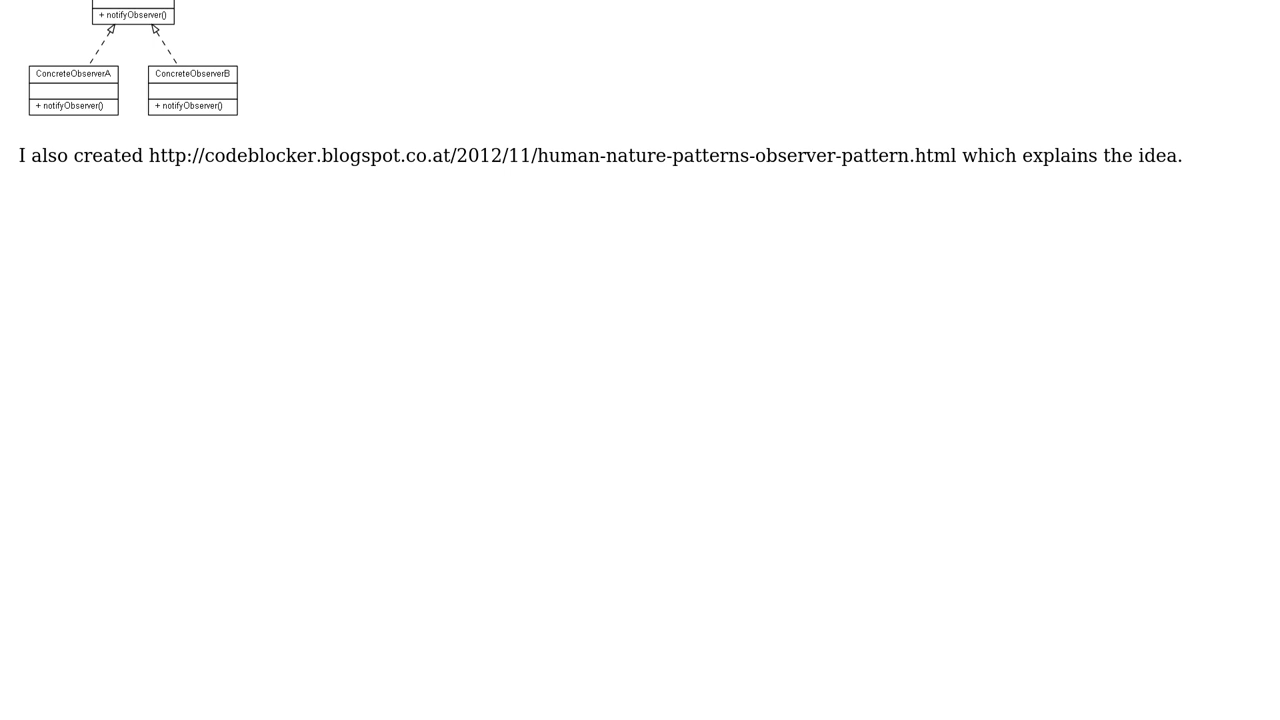 + notifyObserver()
ConcreteObserverA ConcreteObserverB
+ notifyObserver() + notifyObserver()
I also created http://codeblocker.blogspot.co.at/2012/11/human-nature-patterns-observer-pattern.html which explains the idea.